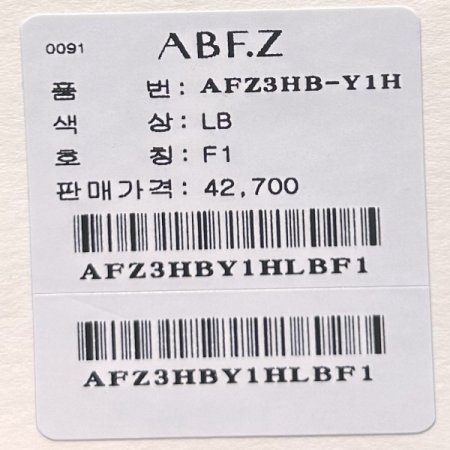 0091 ABF.Z
품 번: AFZ3HB-Y1H
색 상: LB
호 칭: F1
판매가격: 42,700
AFZ3HBY1HLBF1
AFZ3HBY1HLBF1